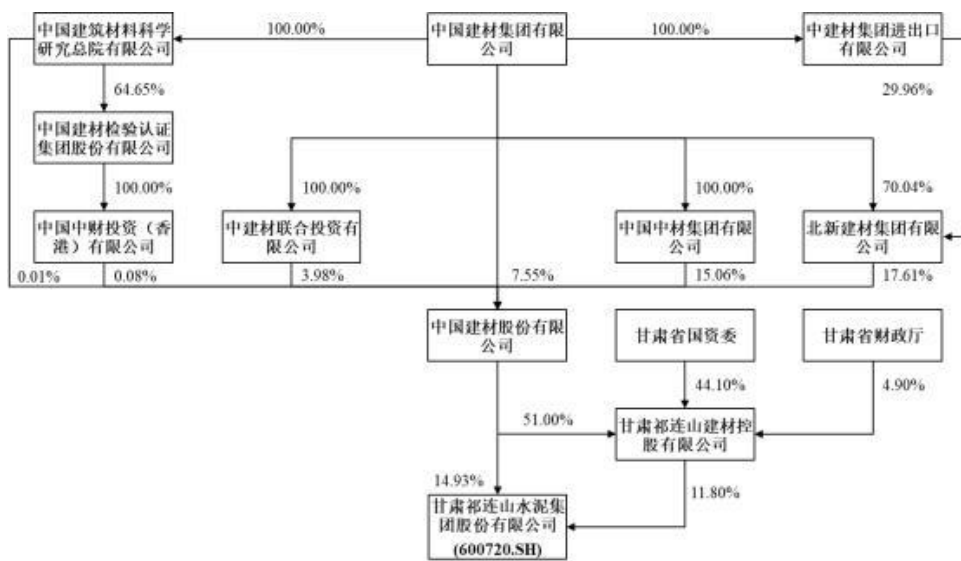 中国建筑材料科学
研究总院有限公司
100.00%
中国建材集团有限
公司
100.00%
中建材集团进出口
有限公司
64.65%
29.96%
中国建材检验认证
集团股份有限公司
100.00%
100.00%
100.00%
70.04%
中国中财投资（香
港）有限公司
中建材联合投资有
限公司
中国中材集团有限
公司
北新建材集团有限
公司
0.01%
0.08%
3.98%
7.55%
15.06%
17.61%
中国建材股份有限
公司
甘肃省国资委
甘肃省财政厅
44.10%
4.90%
51.00%
甘肃祁连山建材控
股有限公司
14.93%
11.80%
甘肃祁连山水泥集
团股份有限公司
(600720.SH)